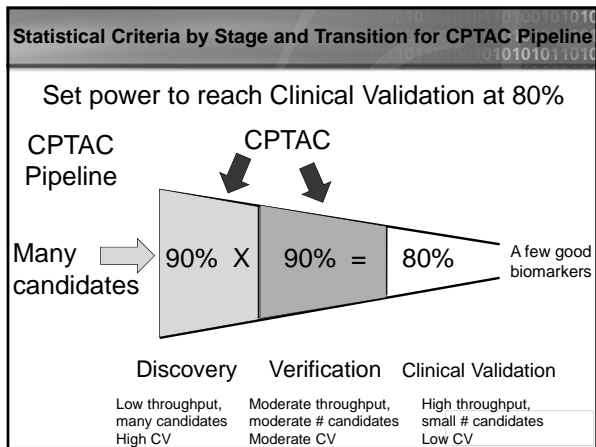 Statistical Criteria by Stage and Transition for CPTAC Pipeline
Set power to reach Clinical Validation at 80%
CPTAC
Pipeline
CPTAC
Many
candidates
90% X 90% = 80%
A few good
biomarkers
Discovery
Low throughput,
many candidates
High CV
Verification
Moderate throughput,
moderate # candidates
Moderate CV
Clinical Validation
High throughput,
small # candidates
Low CV